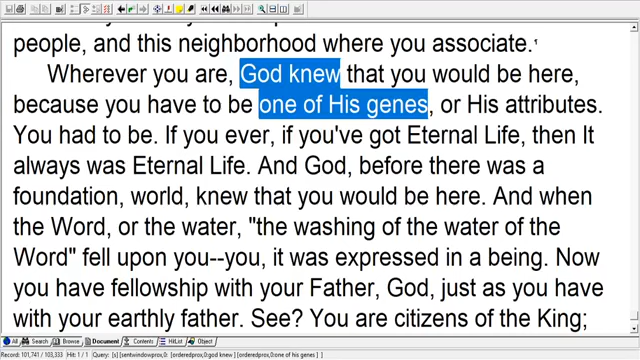 people, and this neighborhood where you associate.
Wherever you are, God knew that you would be here,
because you have to be one of His genes, or His attributes.
You had to be. If you ever, if you've got Eternal Life, then It
always was Eternal Life. And God, before there was a
foundation, world, knew that you would be here. And when
the Word, or the water, "the washing of the water of the
Word" fell upon you--you, it was expressed in a being. Now
you have fellowship with your Father, God, just as you have
with your earthly father. See? You are citizens of the King;
All Search Browse Document Contents HitList Object
Record: 101,741 / 103,333 Hit: 1 / 1 Query: [s] [sentwindowprox,0: [orderedprox,0:god knew ] [orderedprox,0:one of his genes ]